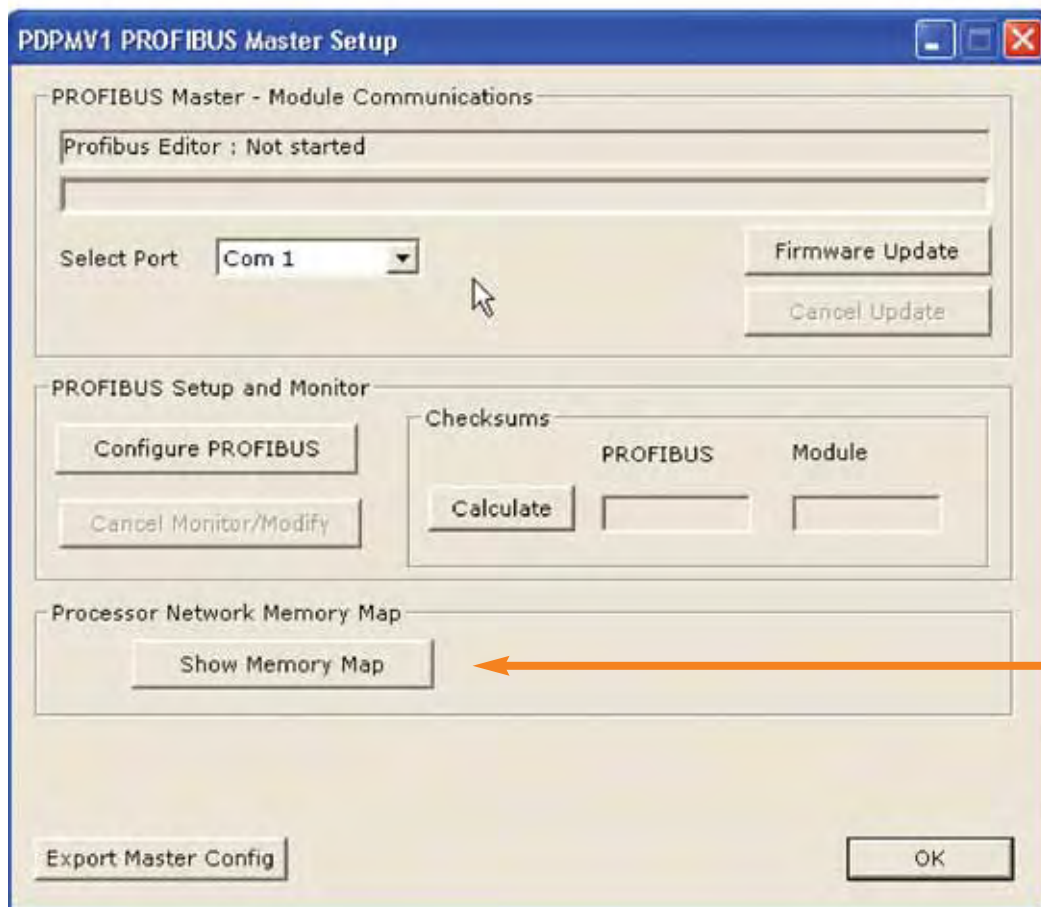 PDPMV1 PROFIBUS Master Setup
PROFIBUS Master - Module Communications
Profibus Editor : Not started
Select Port
Com 1
Firmware Update
Cancel Update
PROFIBUS Setup and Monitor
Configure PROFIBUS
Cancel Monitor/Modify
Checksums
PROFIBUS
Module
Calculate
Processor Network Memory Map
Show Memory Map
Export Master Config
OK